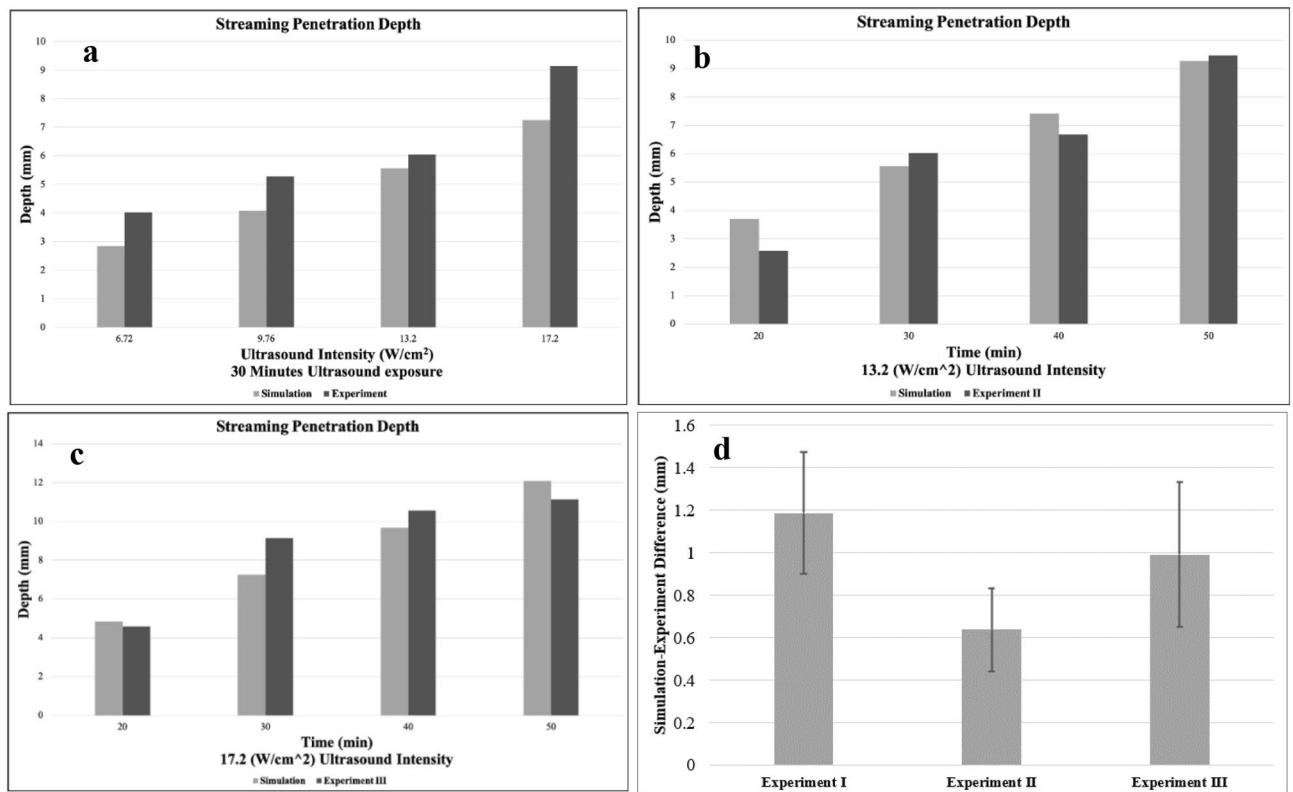 Streaming Penetration Depth
a
10
9
8
7
6
5
4
3
2
1
0
Depth (mm)
6.72 9.76 13.2 17.2
Ultrasound Intensity (W/cm²)
30 Minutes Ultrasound exposure
Simulation Experiment
Streaming Penetration Depth
b
10
9
8
7
6
5
4
3
2
1
0
Depth (mm)
20 30 40 50
Time (min)
13.2 (W/cm^2) Ultrasound Intensity
Simulation Experiment II
Streaming Penetration Depth
c
14
12
10
8
6
4
2
0
Depth (mm)
20 30 40 50
Time (min)
17.2 (W/cm^2) Ultrasound Intensity
Simulation Experiment III
d
1.6
1.4
1.2
1
0.8
0.6
0.4
0.2
0
Simulation-Experiment Difference (mm)
Experiment I Experiment II Experiment III